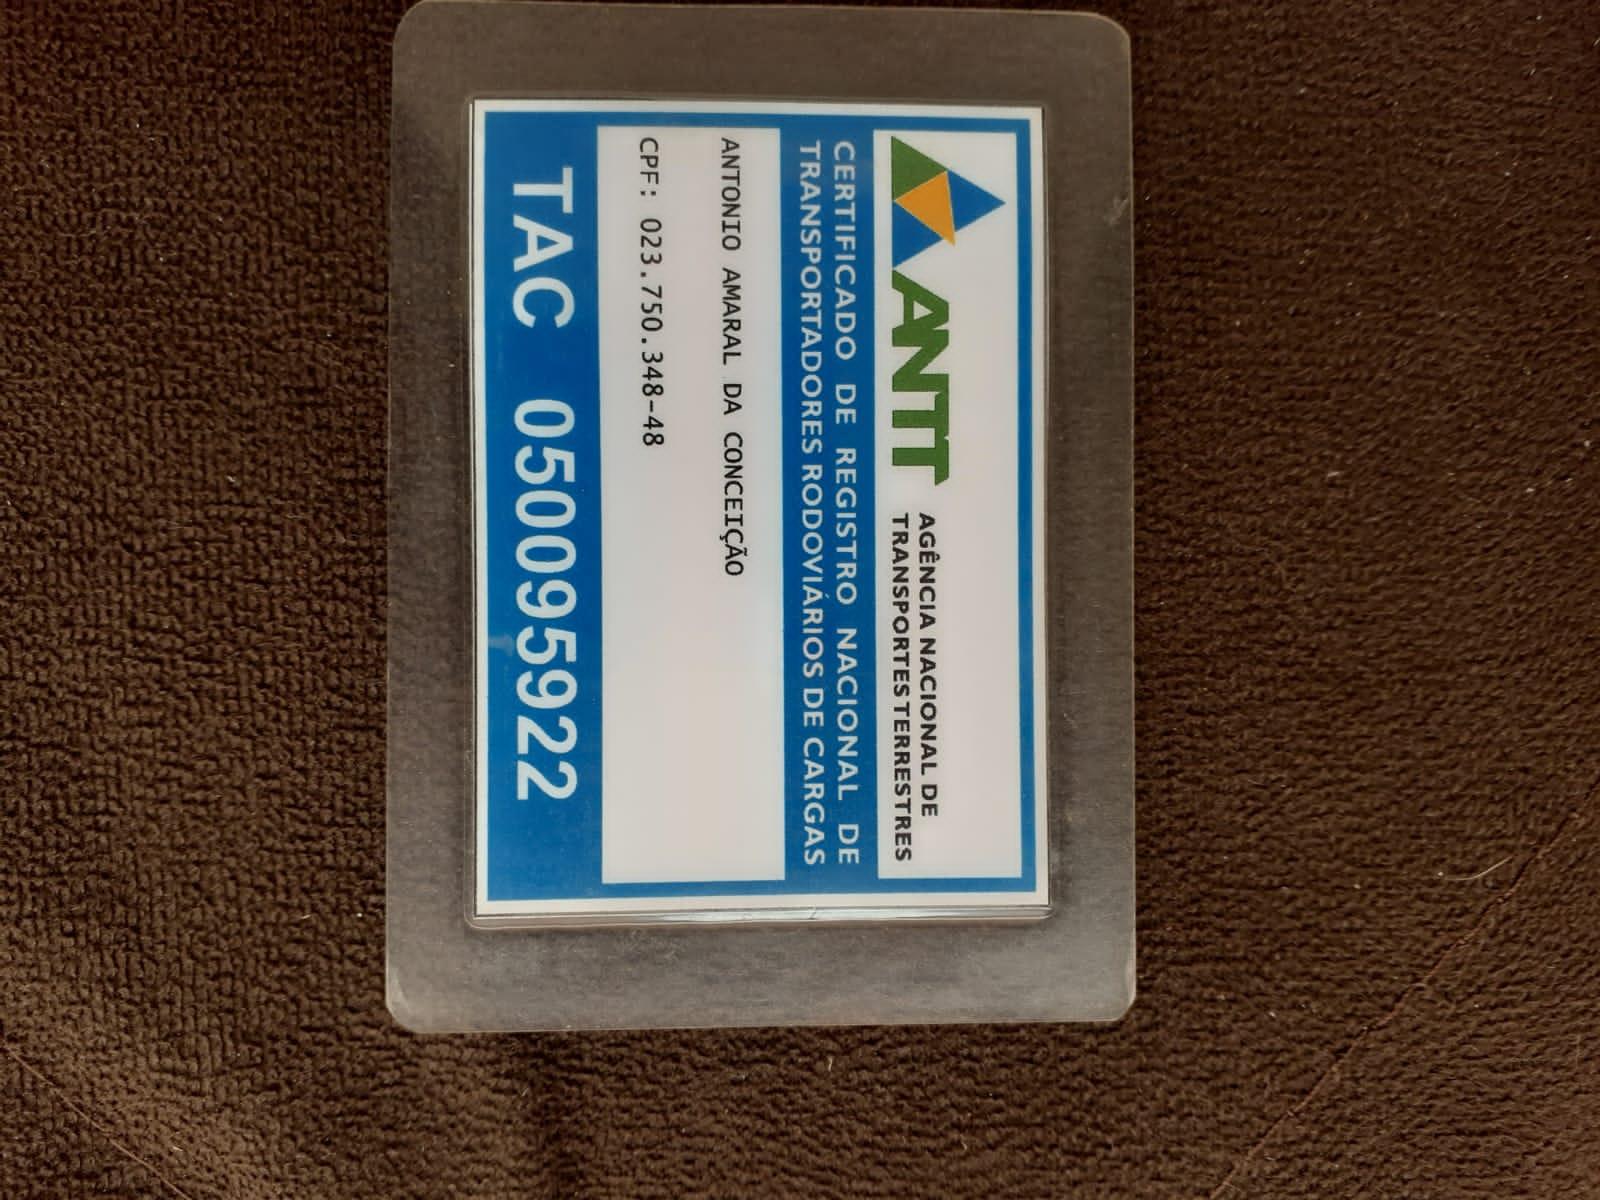 ANTT
AGÊNCIA NACIONAL DE
TRANSPORTES TERRESTRES
CERTIFICADO DE REGISTRO NACIONAL DE
TRANSPORTADORES RODOVIÁRIOS DE CARGAS
ANTONIO AMARAL DA CONCEIÇÃO
CPF: 023.750.348-48
TAC 050095922